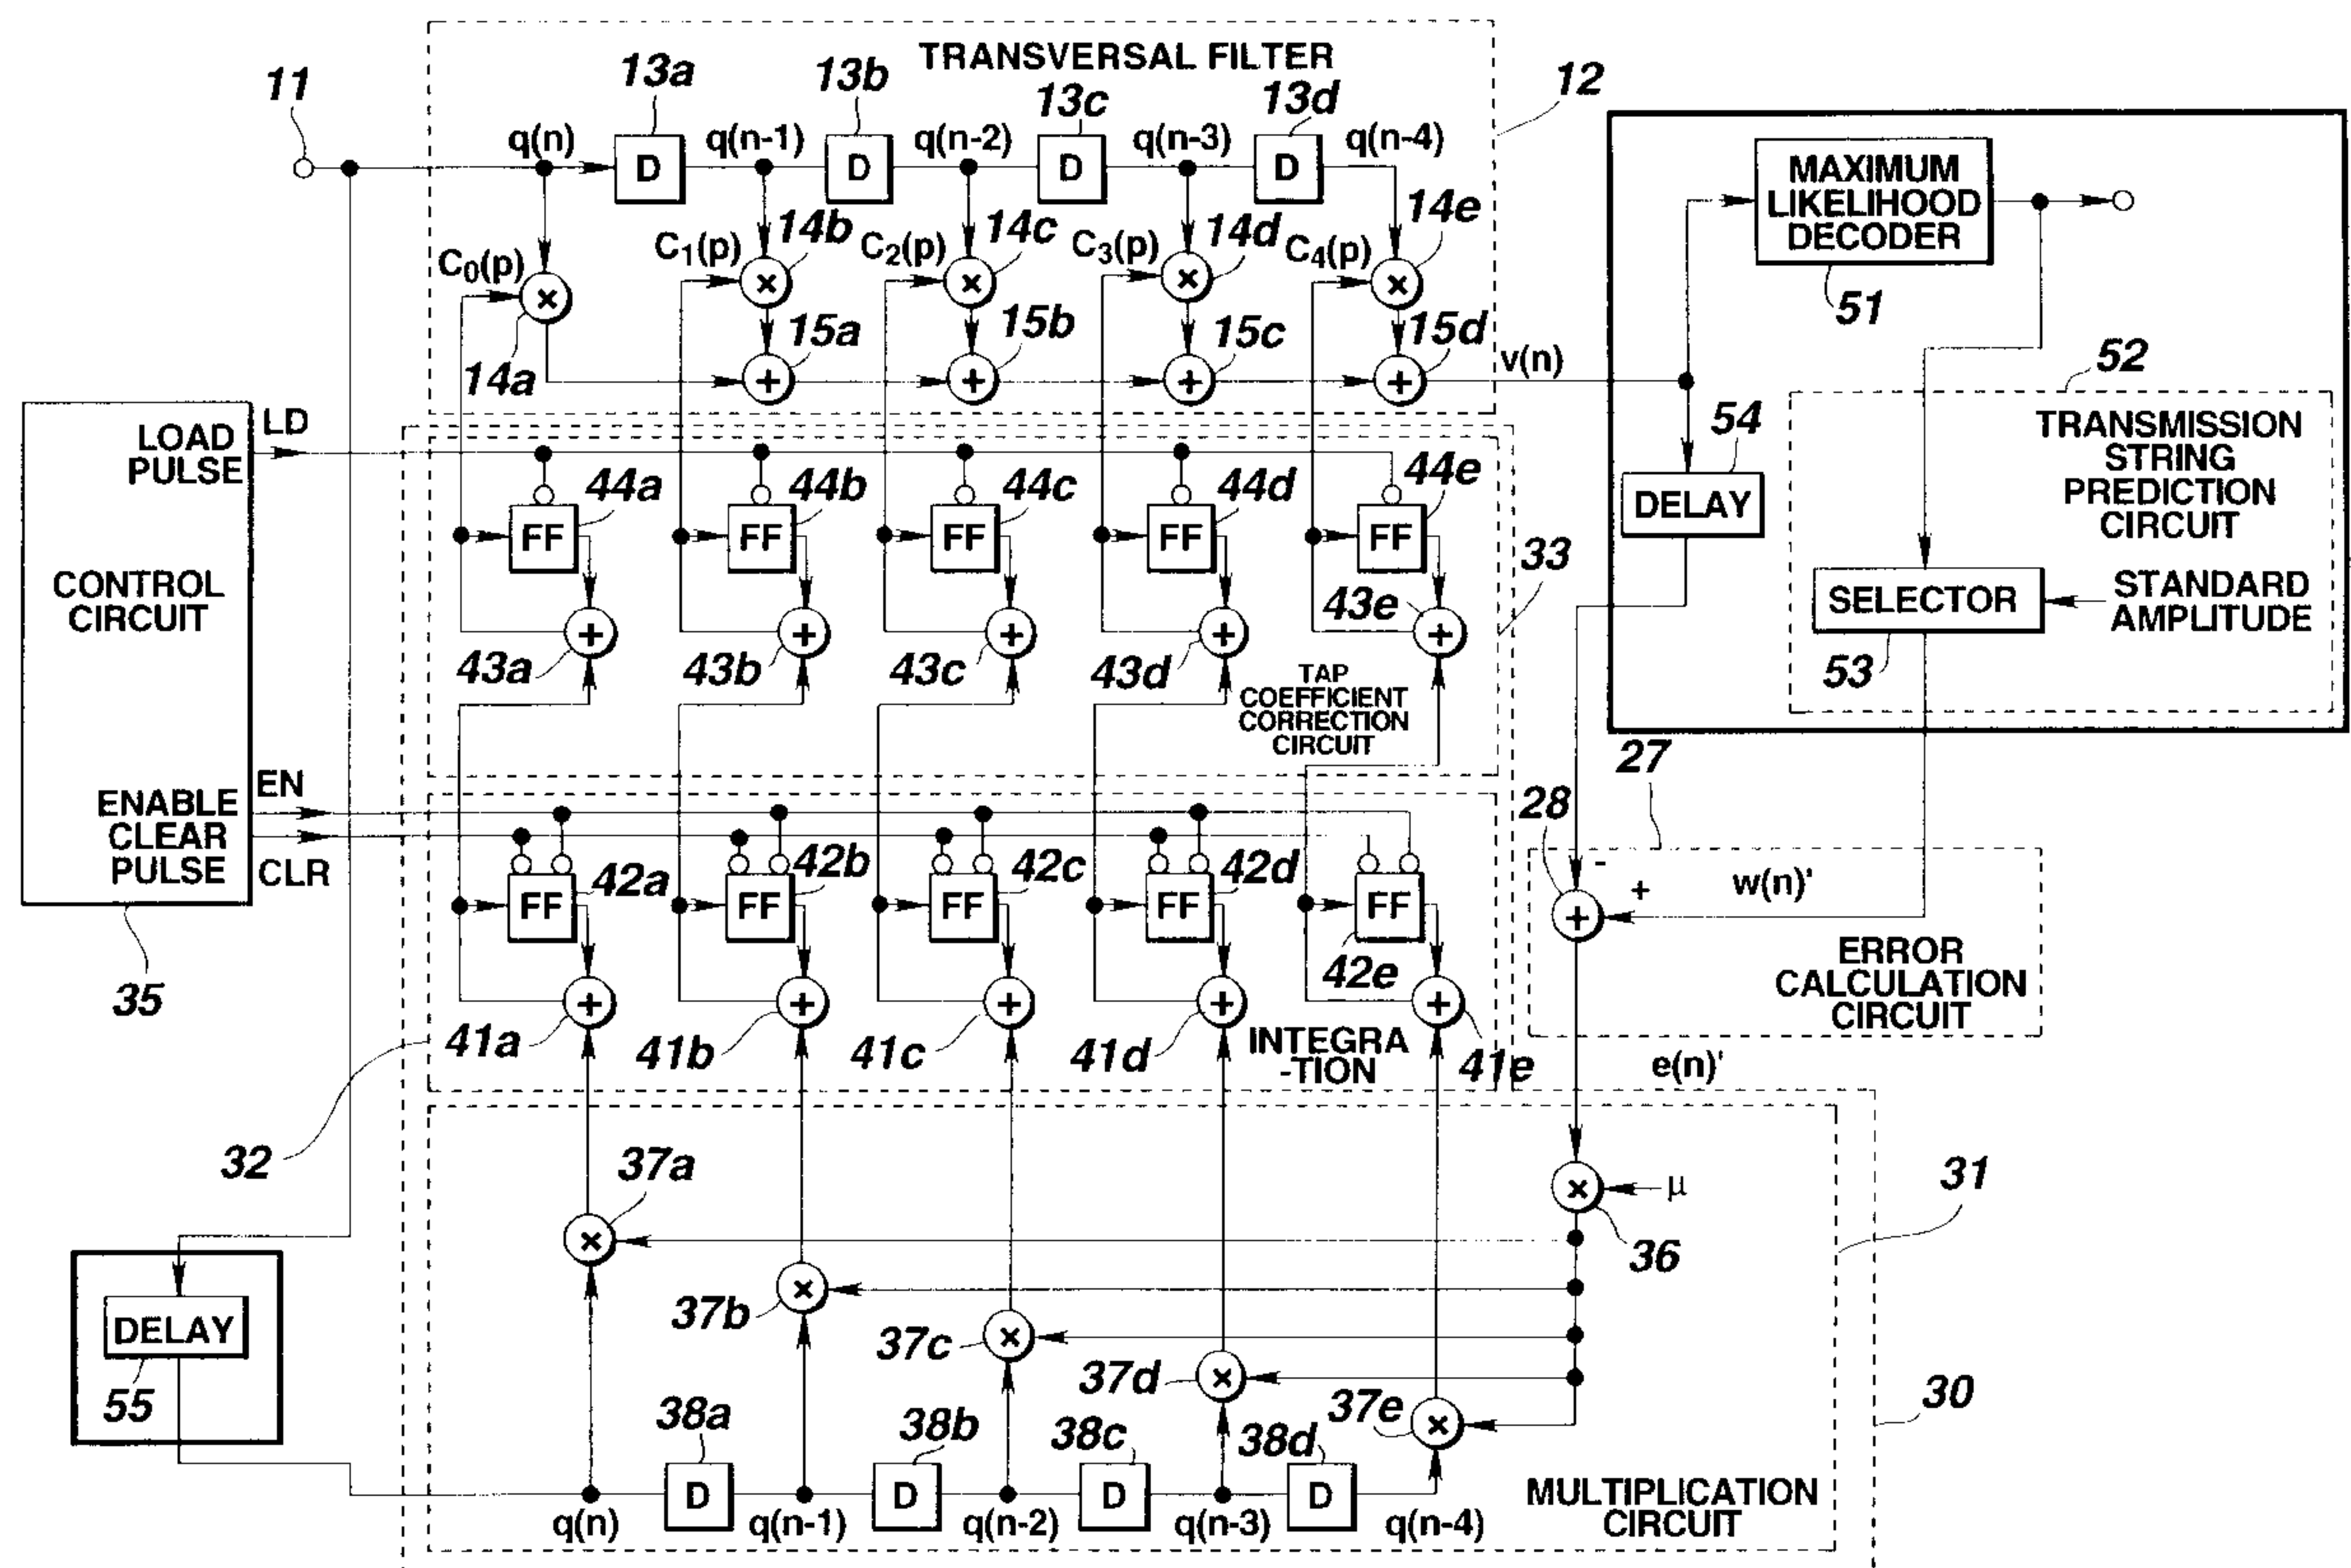 TRANSVERSAL FILTER
11
13a
13b
13c
13d
12
q(n)
D
q(n-1)
D
q(n-2)
D
q(n-3)
D
q(n-4)
MAXIMUM
LIKELIHOOD
DECODER
51
C0(p)
×
14a
C1(p)
×
14b
C2(p)
×
14c
C3(p)
×
14d
C4(p)
×
14e
+
15a
+
15b
+
15c
+
15d
v(n)
52
TRANSMISSION
STRING
PREDICTION
CIRCUIT
54
DELAY
SELECTOR
53
STANDARD
AMPLITUDE
LOAD
PULSE
LD
CONTROL
CIRCUIT
ENABLE
CLEAR
PULSE
EN
CLR
35
FF
44a
FF
44b
FF
44c
FF
44d
FF
44e
33
+
43a
+
43b
+
43c
+
43d
+
43e
TAP
COEFFICIENT
CORRECTION
CIRCUIT
27
28
-
+
+
w(n)'
ERROR
CALCULATION
CIRCUIT
e(n)'
FF
42a
FF
42b
FF
42c
FF
42d
FF
42e
+
41a
+
41b
+
41c
+
41d
+
41e
INTEGRA
-TION
32
×
37a
×
37b
×
37c
×
37d
×
37e
×
μ
36
31
30
DELAY
55
38a
38b
38c
38d
D
D
D
D
q(n)
q(n-1)
q(n-2)
q(n-3)
q(n-4)
MULTIPLICATION
CIRCUIT